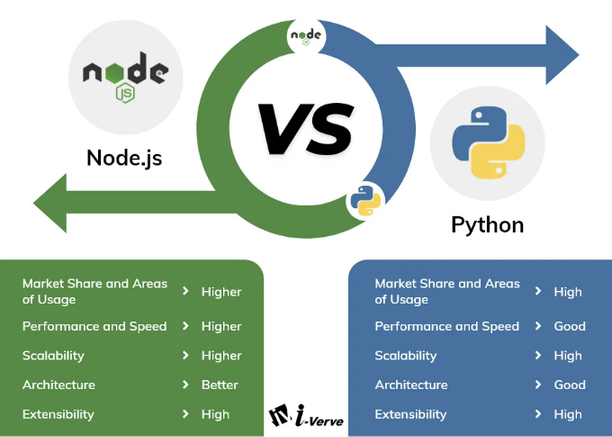 node
JS
Node.js
node
JS
VS
Python
Market Share and Areas
of Usage
Higher
Performance and Speed
Higher
Scalability
Higher
Architecture
Better
Extensibility
High
Market Share and Areas
of Usage
High
Performance and Speed
Good
Scalability
High
Architecture
Good
Extensibility
High
i-Verve